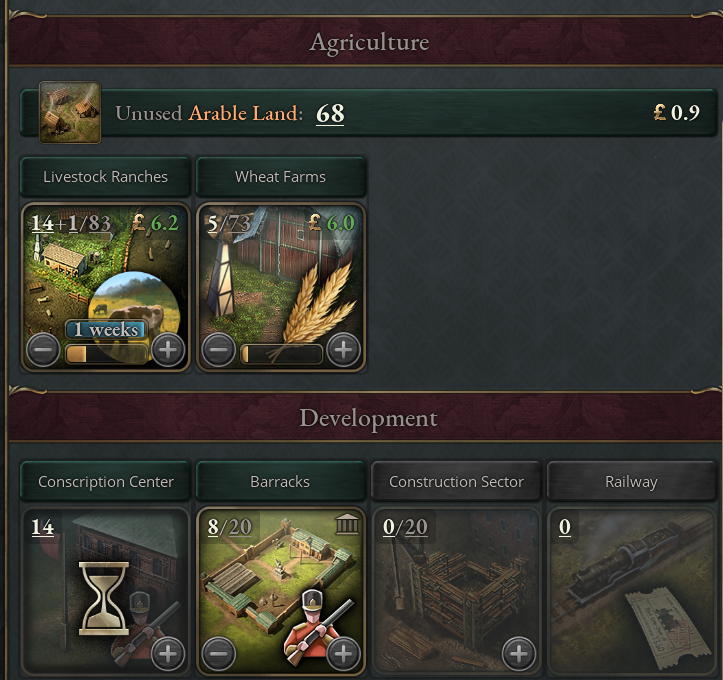 Agriculture
Unused Arable Land: 68 £ 0.9
Livestock Ranches Wheat Farms
14+1/83 £ 6.2 5/73 £ 6.0
1 weeks
Development
Conscription Center Barracks Construction Sector Railway
14 8/20 0/20 0